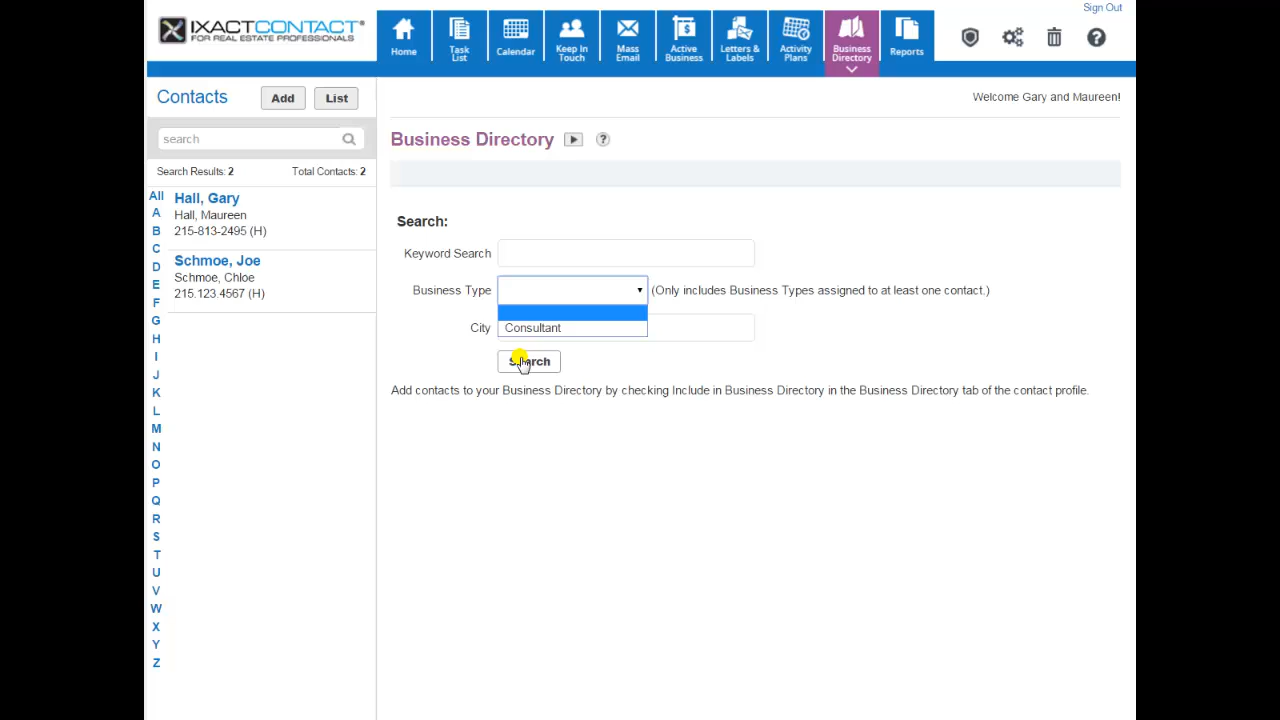 Sign Out
IXACTCONTACT®
FOR REAL ESTATE PROFESSIONALS
Home
Task
List
Calendar
Keep In
Touch
Mass
Email
Active
Business
Letters &
Labels
Activity
Plans
Business
Directory
Reports
Contacts
Add
List
Welcome Gary and Maureen!
search
Business Directory
Search Results: 2
Total Contacts: 2
All
A
B
C
D
E
F
G
H
I
J
K
L
M
N
O
P
Q
R
S
T
U
V
W
X
Y
Z
Hall, Gary
Hall, Maureen
215-813-2495 (H)
Schmoe, Joe
Schmoe, Chloe
215.123.4567 (H)
Search:
Keyword Search
Business Type
(Only includes Business Types assigned to at least one contact.)
Consultant
City
Search
Add contacts to your Business Directory by checking Include in Business Directory in the Business Directory tab of the contact profile.